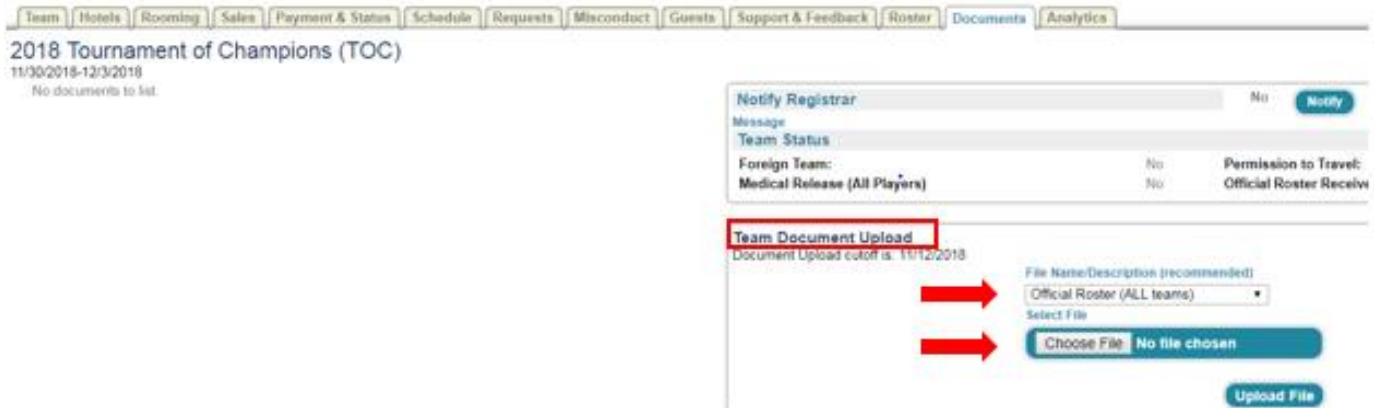 Team Hotels Rooming Sales Payment & Status Schedule Requests Misconduct Guests Support & Feedback Roster Documents Analytics
2018 Tournament of Champions (TOC)
11/30/2018-12/3/2018
No documents to list.
Notify Registrar No Notify
Message
Team Status
Foreign Team: No Permission to Travel:
Medical Release (All Players) No Official Roster Receive
Team Document Upload
Document Upload cutoff is: 11/12/2018
File Name/Description (recommended)
Official Roster (ALL teams)
Select File
Choose File No file chosen
Upload File